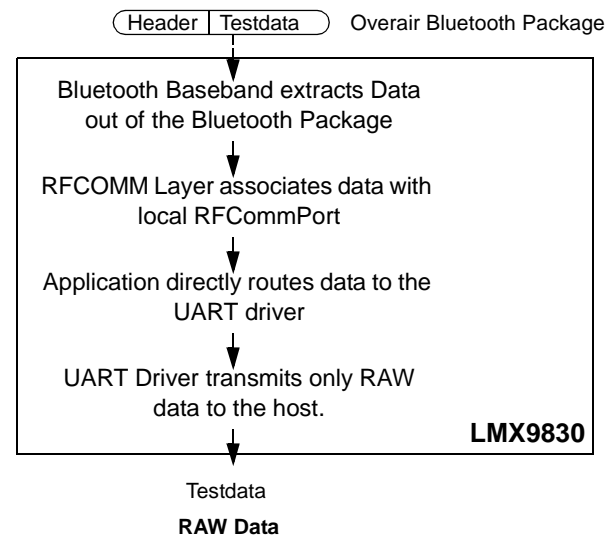 Header Testdata Overair Bluetooth Package
Bluetooth Baseband extracts Data
out of the Bluetooth Package
RFCOMM Layer associates data with
local RFCommPort
Application directly routes data to the
UART driver
UART Driver transmits only RAW
data to the host.
LMX9830
Testdata
RAW Data